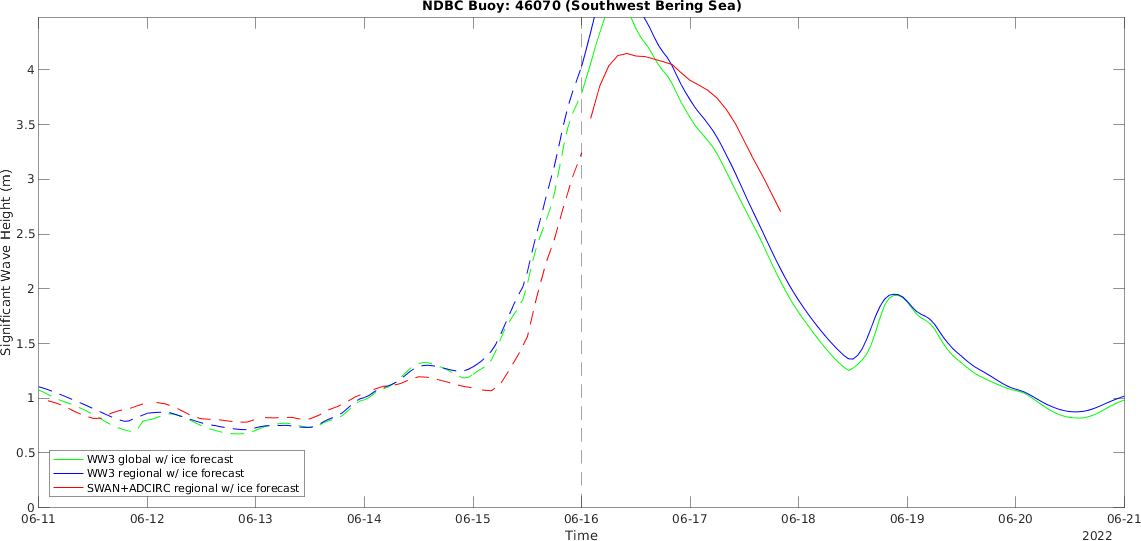 NDBC Buoy: 46070 (Southwest Bering Sea)
Significant Wave Height (m)
4
3.5
3
2.5
2
1.5
1
0.5
0
WW3 global w/ ice forecast
WW3 regional w/ ice forecast
SWAN+ADCIRC regional w/ ice forecast
06-11 06-12 06-13 06-14 06-15 06-16 06-17 06-18 06-19 06-20 06-21
Time
2022